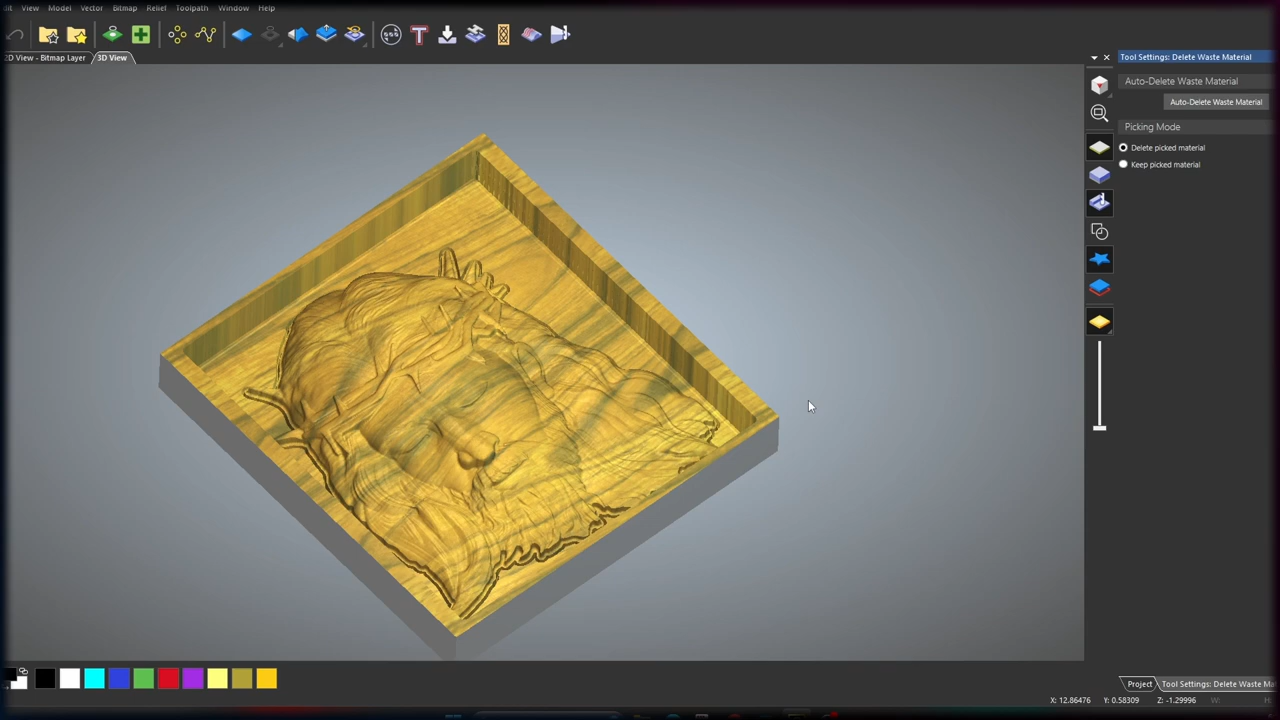 View Model Vector Bitmap Relief Toolpath Window Help
2D View - Bitmap Layer 3D View
Tool Settings: Delete Waste Material
Auto-Delete Waste Material
Auto-Delete Waste Material
Picking Mode
Delete picked material
Keep picked material
Project Tool Settings: Delete Waste Ma
X: 12.86476 Y: 0.58309 Z: -1.29996 W: